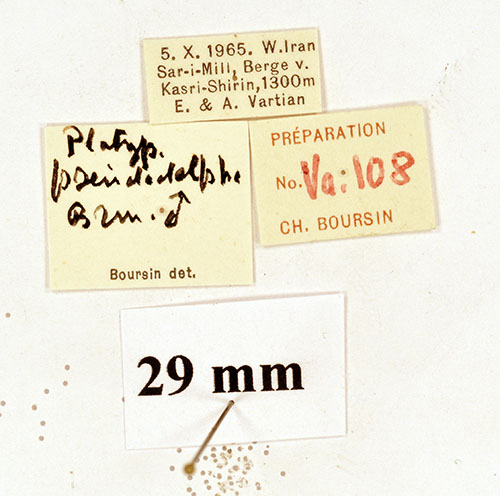 5. X. 1965. W.Iran
Sar-i-Mill, Berge v.
Kasri-Shirin, 1300m
E. & A. Vartian
Platyp.
pseudadelphe
Brsn. ♂
Boursin det.
PRÉPARATION
No. Va:108
CH. BOURSIN
29 mm